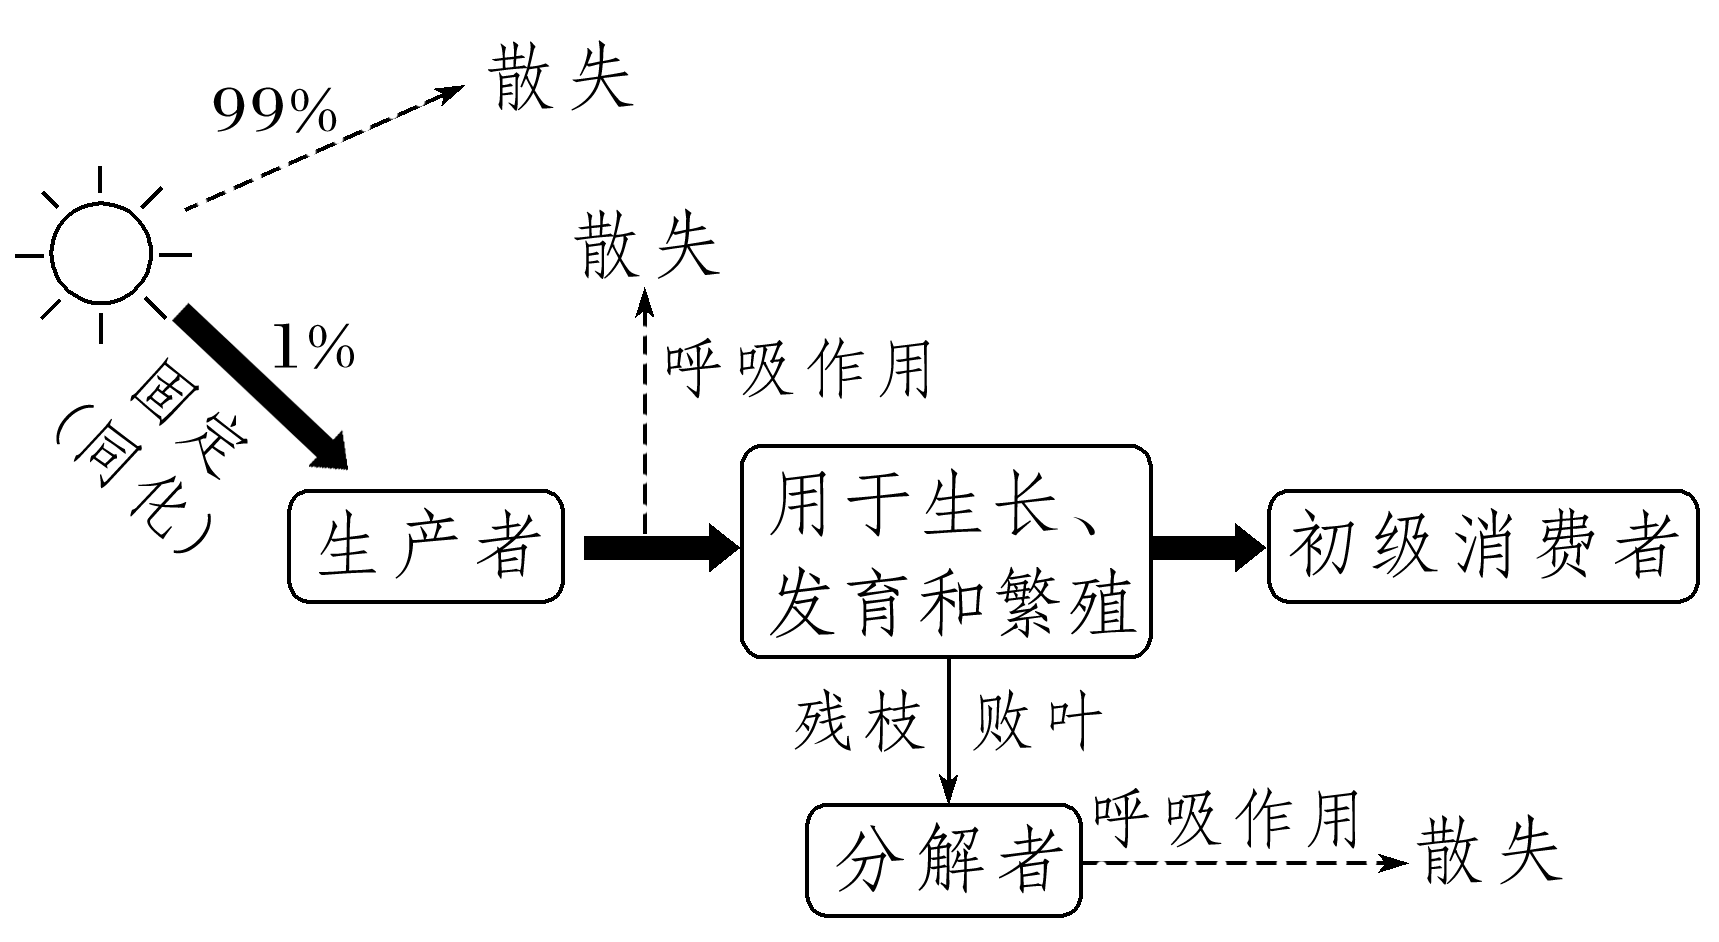 99%
散失
1%
固定
(同化)
散失
呼吸作用
生产者
用于生长、
发育和繁殖
初级消费者
残枝 败叶
分解者
呼吸作用
散失